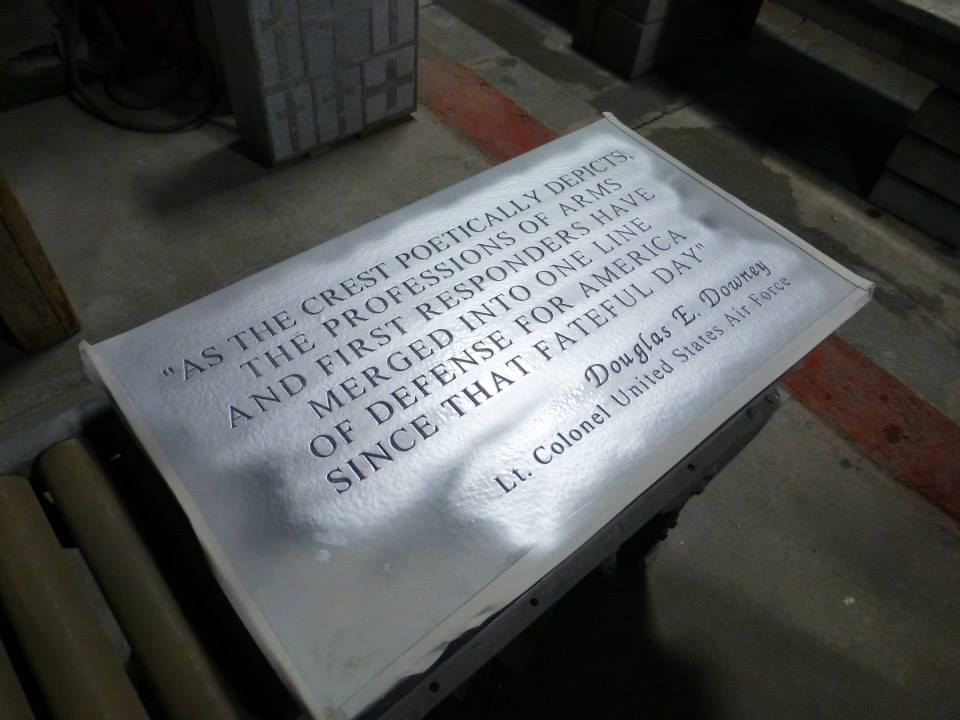 "AS THE CREST POETICALLY DEPICTS,
THE PROFESSIONS OF ARMS
AND FIRST RESPONDERS HAVE
MERGED INTO ONE LINE
OF DEFENSE FOR AMERICA
SINCE THAT FATEFUL DAY"
Douglas E. Downey
Lt. Colonel United States Air Force